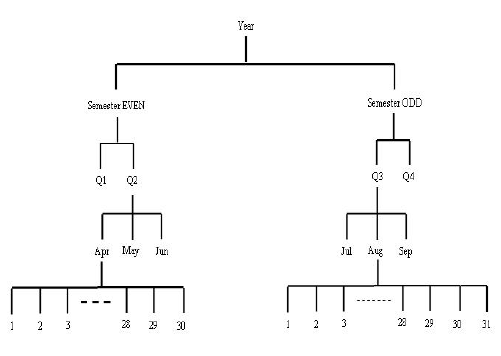 Year
Semester EVEN Semester ODD
Q1 Q2 Q3 Q4
Apr May Jun Jul Aug Sep
1 2 3 28 29 30 1 2 3 28 29 30 31